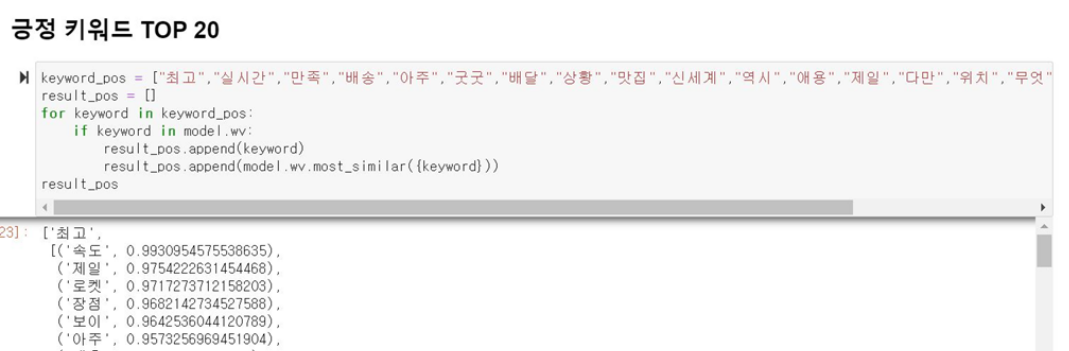 긍정 키워드 TOP 20
keyword_pos = ["최고","실시간","만족","배송","아주","굿굿","배달","상황","맛집","신세계","역시","애용","제일","다만","위치","무엇"
result_pos = []
for keyword in keyword_pos:
    if keyword in model.wv:
        result_pos.append(keyword)
        result_pos.append(model.wv.most_similar({keyword}))
result_pos
23]: ['최고',
[('속도', 0.9930954575538635),
('제일', 0.9754222631454468),
('로켓', 0.9717273712158203),
('장점', 0.9682142734527588),
('보이', 0.9642536044120789),
('아주', 0.9573256969451904),